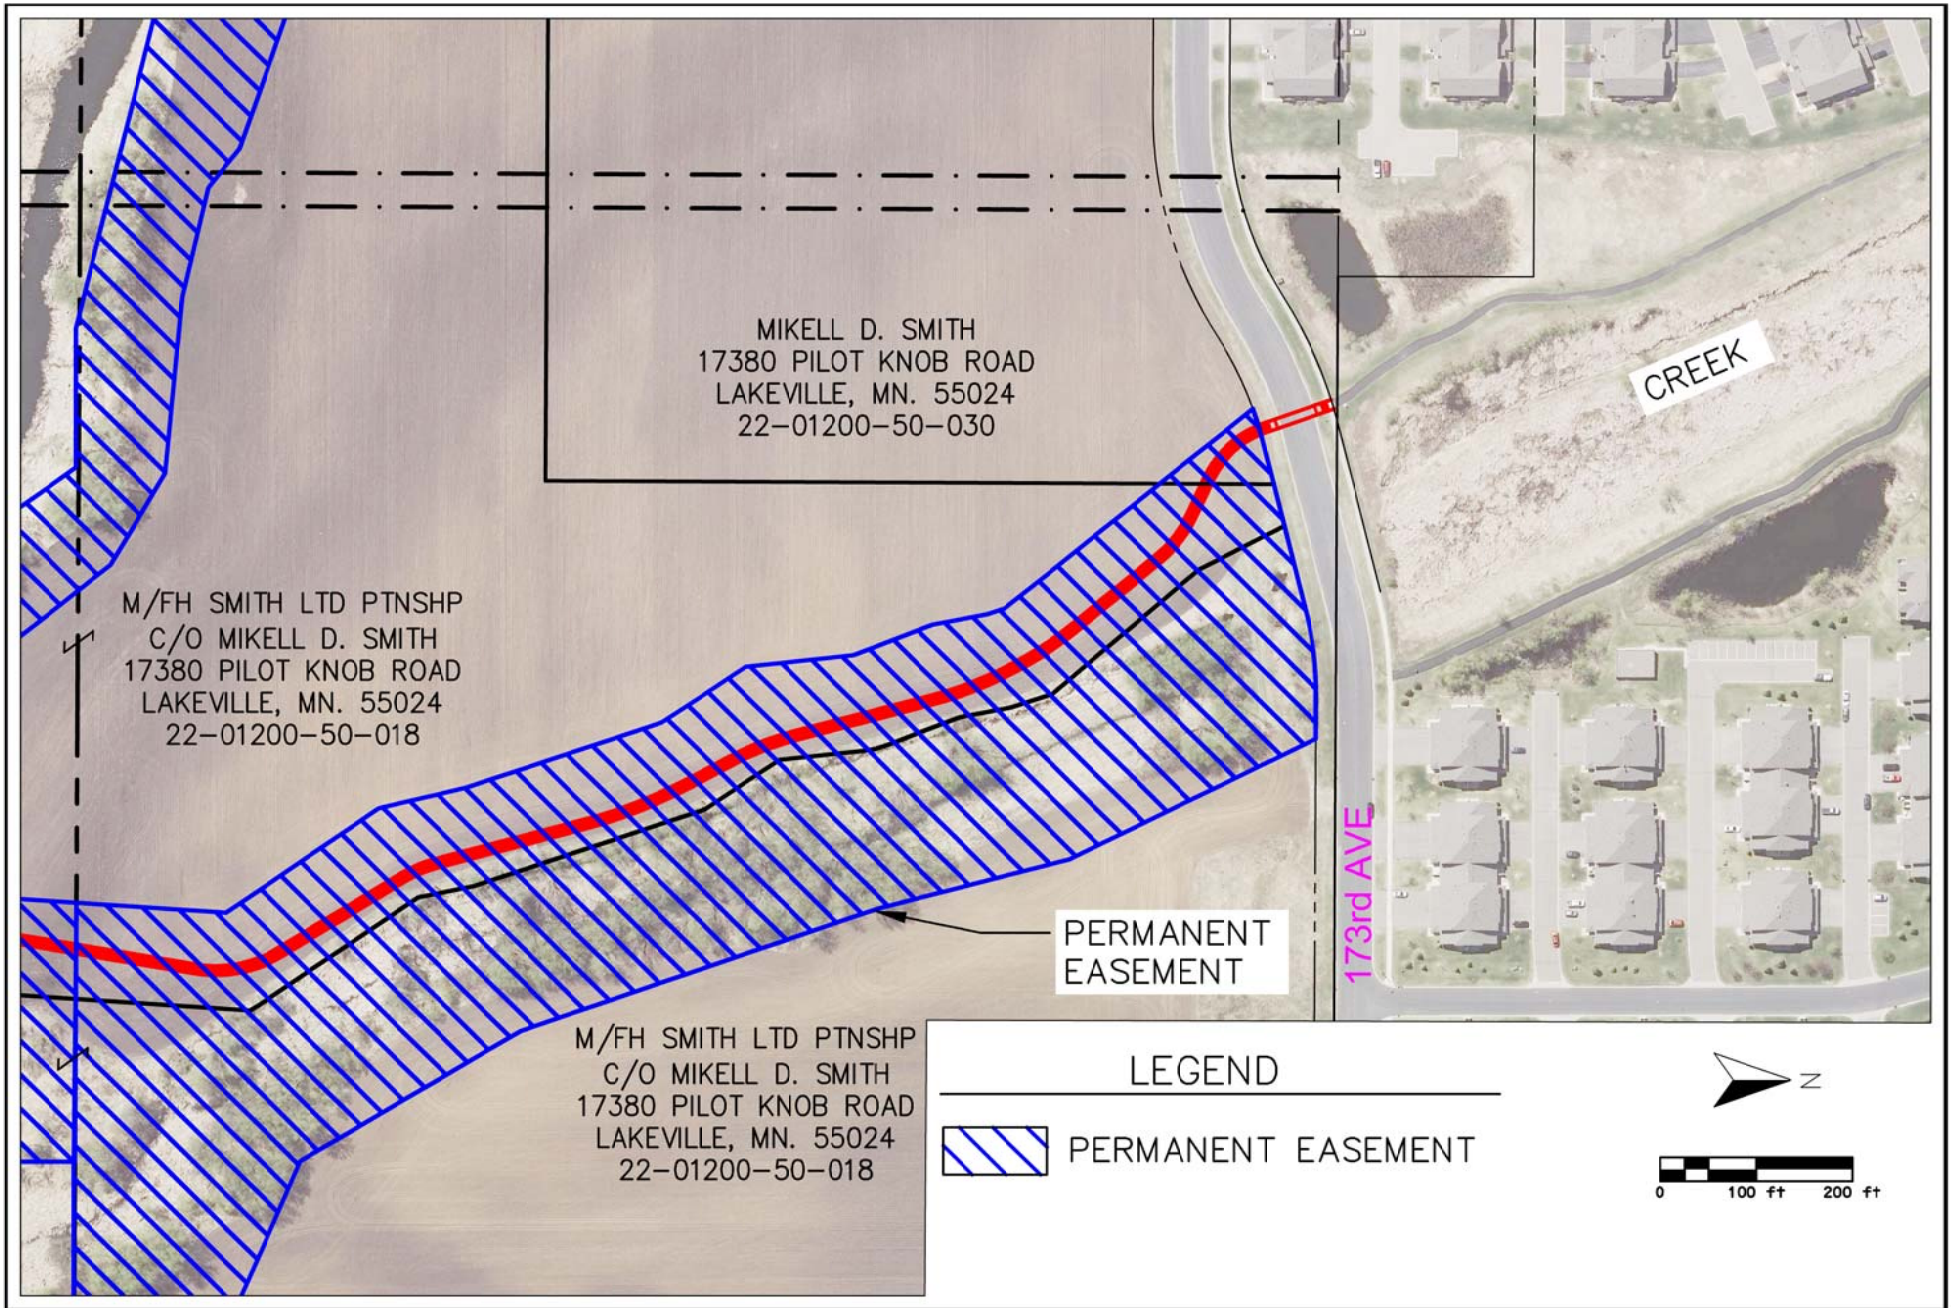 MIKELL D. SMITH
17380 PILOT KNOB ROAD
LAKEVILLE, MN. 55024
22-01200-50-030
CREEK
M/FH SMITH LTD PTNSHP
C/O MIKELL D. SMITH
17380 PILOT KNOB ROAD
LAKEVILLE, MN. 55024
22-01200-50-018
173rd AVE
PERMANENT
EASEMENT
M/FH SMITH LTD PTNSHP
C/O MIKELL D. SMITH
17380 PILOT KNOB ROAD
LAKEVILLE, MN. 55024
22-01200-50-018
LEGEND
PERMANENT EASEMENT
N
0 100 ft 200 ft